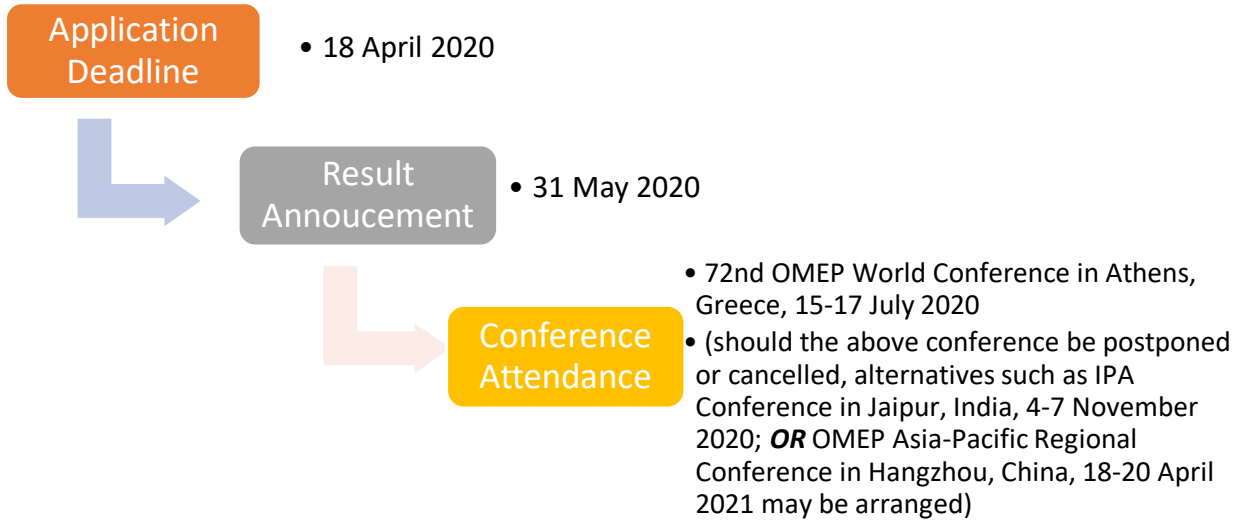 Application
Deadline
• 18 April 2020
Result
Annoucement
• 31 May 2020
Conference
Attendance
• 72nd OMEP World Conference in Athens,
Greece, 15-17 July 2020
• (should the above conference be postponed
or cancelled, alternatives such as IPA
Conference in Jaipur, India, 4-7 November
2020; OR OMEP Asia-Pacific Regional
Conference in Hangzhou, China, 18-20 April
2021 may be arranged)